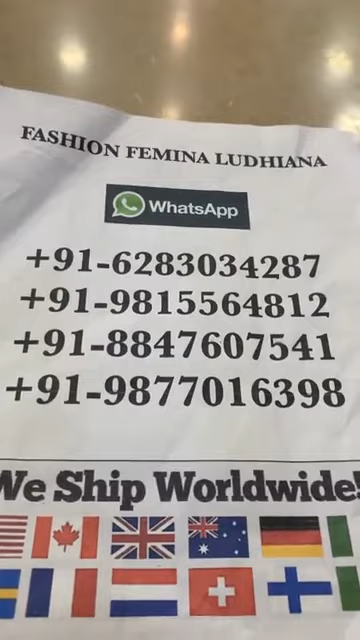 FASHION FEMINA LUDHIANA
WhatsApp
+91-6283034287
+91-9815564812
+91-8847607541
+91-9877016398
We Ship Worldwide!